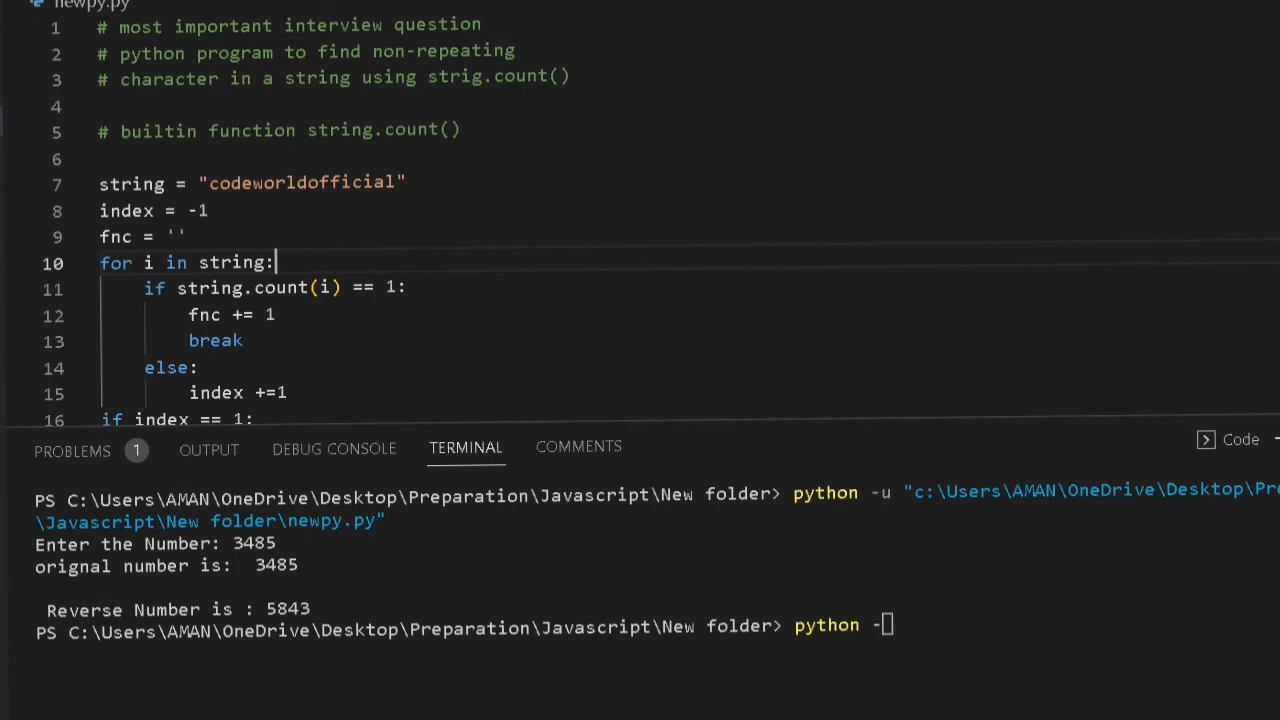 newpy.py
1 # most important interview question
2 # python program to find non-repeating
3 # character in a string using strig.count()
4
5 # builtin function string.count()
6
7 string = "codeworldofficial"
8 index = -1
9 fnc = ''
10 for i in string:
11 if string.count(i) == 1:
12 fnc += 1
13 break
14 else:
15 index +=1
16 if index == 1:
PROBLEMS 1 OUTPUT DEBUG CONSOLE TERMINAL COMMENTS Code
PS C:\Users\AMAN\OneDrive\Desktop\Preparation\Javascript\New folder> python -u "c:\Users\AMAN\OneDrive\Desktop\Pre
\Javascript\New folder\newpy.py"
Enter the Number: 3485
orignal number is: 3485
Reverse Number is : 5843
PS C:\Users\AMAN\OneDrive\Desktop\Preparation\Javascript\New folder> python -